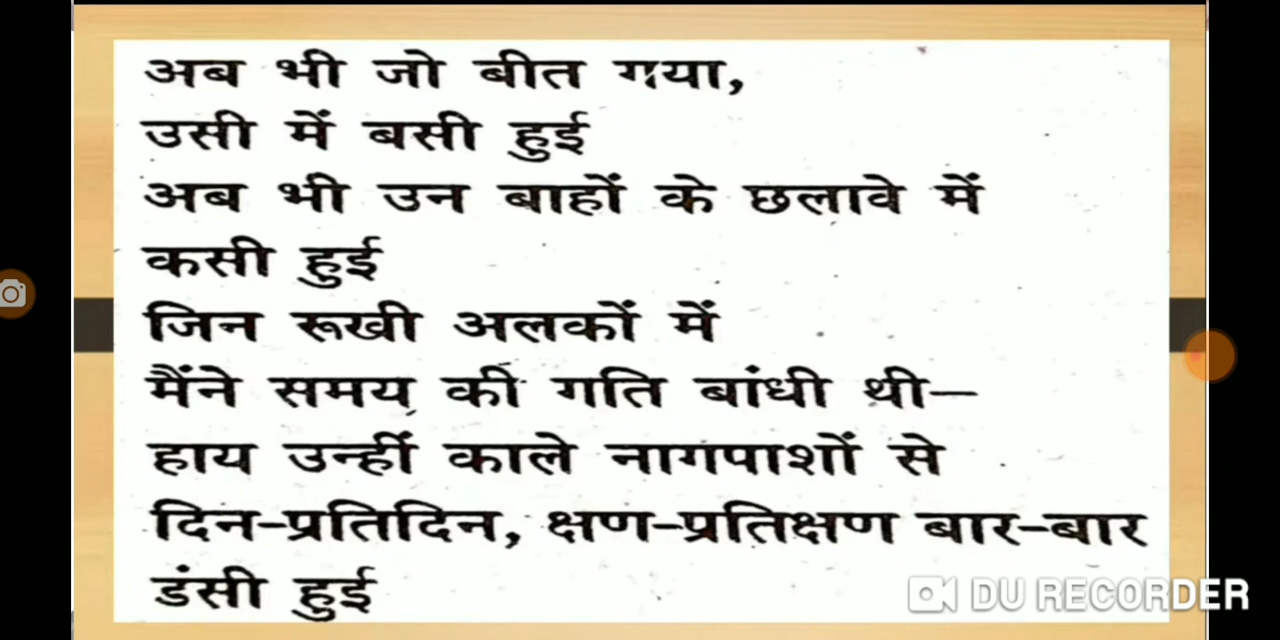 अब भी जो बीत गया,
उसी में बसी हुई
अब भी उन बाहों के छलावे में
कसी हुई
जिन रूखी अलकों में
मैंने समय की गति बांधी थी–
हाय उन्हीं काले नागपाशों से
दिन-प्रतिदिन, क्षण-प्रतिक्षण बार-बार
डंसी हुई
DU RECORDER